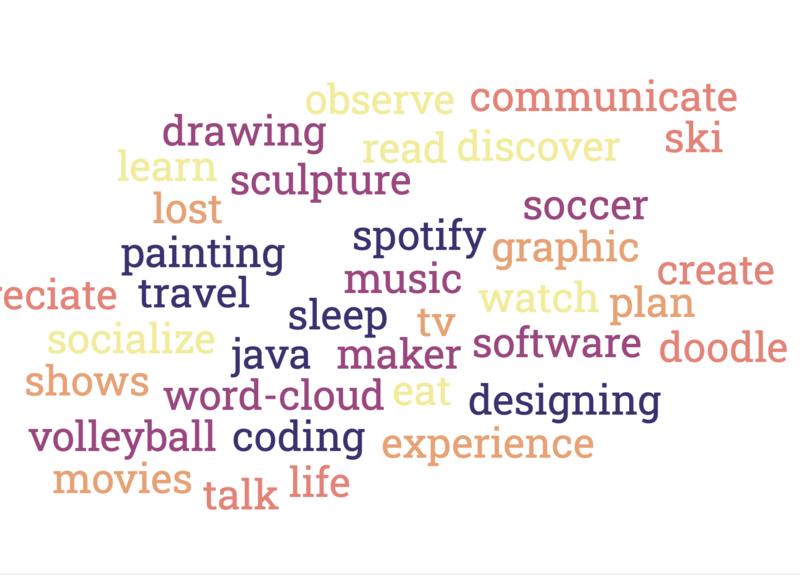 observe communicate
drawing read discover ski
learn sculpture
lost soccer
painting spotify graphic
reciate travel music watch plan create
socialize sleep tv
java maker software doodle
shows word-cloud eat designing
volleyball coding experience
movies talk life